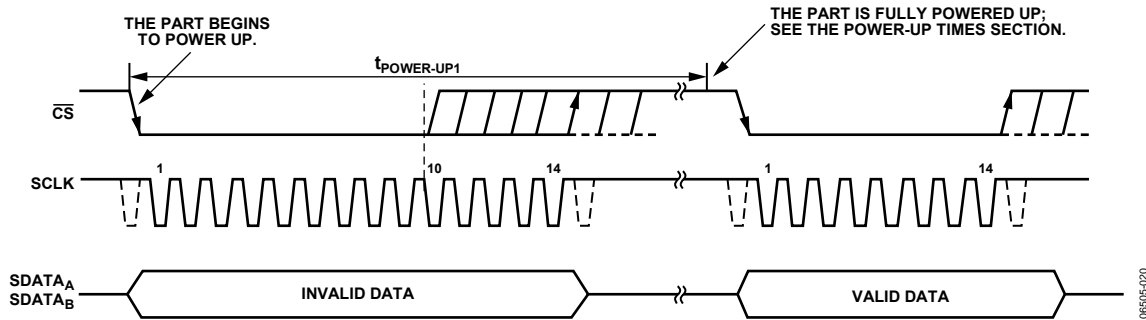 THE PART BEGINS
TO POWER UP.
THE PART IS FULLY POWERED UP;
SEE THE POWER-UP TIMES SECTION.
tPOWER-UP1
CS
SCLK
1
10
14
1
14
SDATAA
SDATAB
INVALID DATA
VALID DATA
06505-020